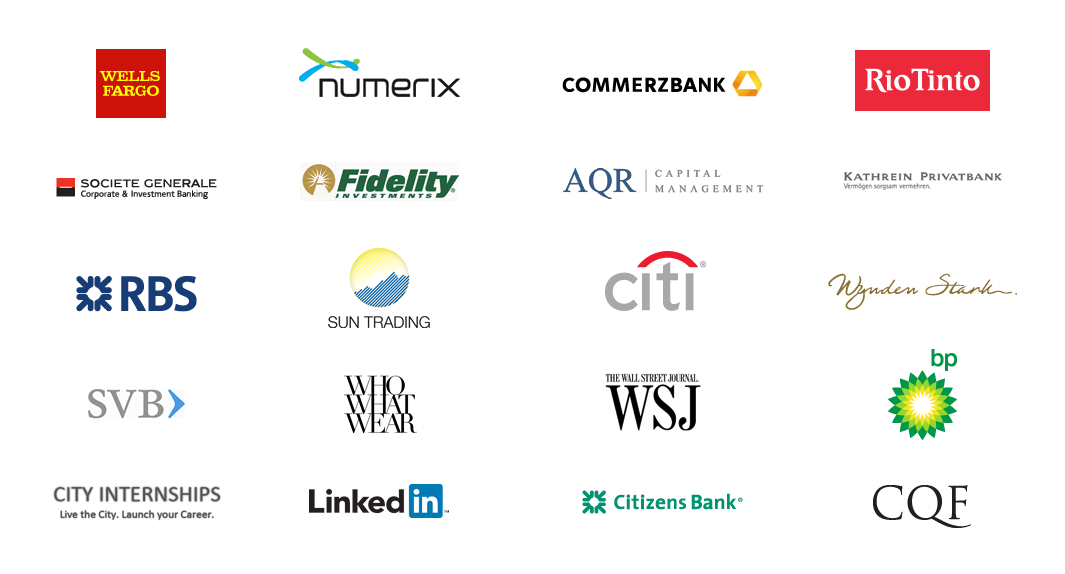 WELLS
FARGO
numerix
COMMERZBANK
RioTinto
SOCIETE GENERALE
Corporate & Investment Banking
Fidelity®
INVESTMENTS
AQR
CAPITAL
MANAGEMENT
KATHREIN PRIVATBANK
Vermögen sorgsam vermehren.
RBS
SUN TRADING
citi®
Wynden Stark.
SVB
WHO
WHAT
WEAR
THE WALL STREET JOURNAL.
WSJ
bp
CITY INTERNSHIPS
Live the City. Launch your Career.
Linked in™
Citizens Bank®
CQF